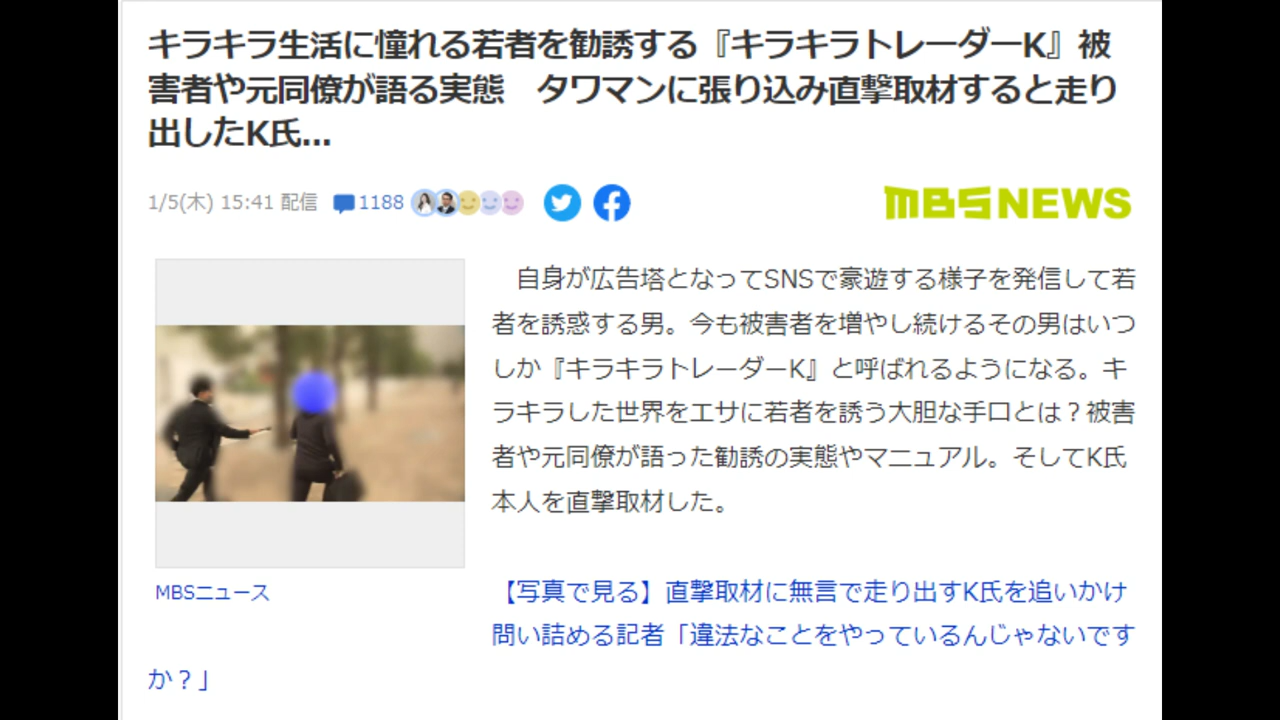 キラキラ生活に憧れる若者を勧誘する『キラキラトレーダーK』被
害者や元同僚が語る実態　タワマンに張り込み直撃取材すると走り
出したK氏...
1/5(木) 15:41 配信 1188
MBS NEWS
　自身が広告塔となってSNSで豪遊する様子を発信して若
者を誘惑する男。今も被害者を増やし続けるその男はいつ
しか『キラキラトレーダーK』と呼ばれるようになる。キ
ラキラした世界をエサに若者を誘う大胆な手口とは？被害
者や元同僚が語った勧誘の実態やマニュアル。そしてK氏
本人を直撃取材した。
MBSニュース
【写真で見る】直撃取材に無言で走り出すK氏を追いかけ
問い詰める記者「違法なことをやっているんじゃないです
か？」